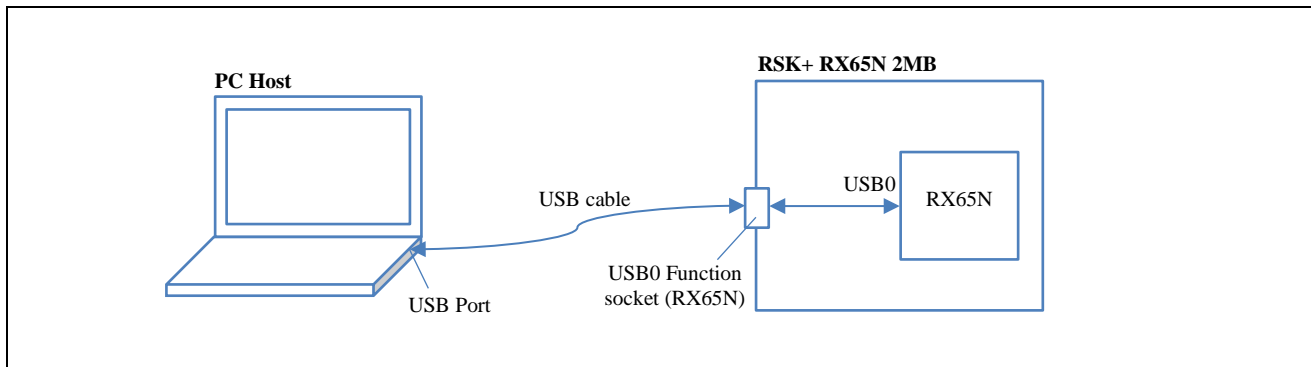 RSK+ RX65N 2MB
PC Host
USB0
RX65N
USB cable
USB0 Function
socket (RX65N)
USB Port